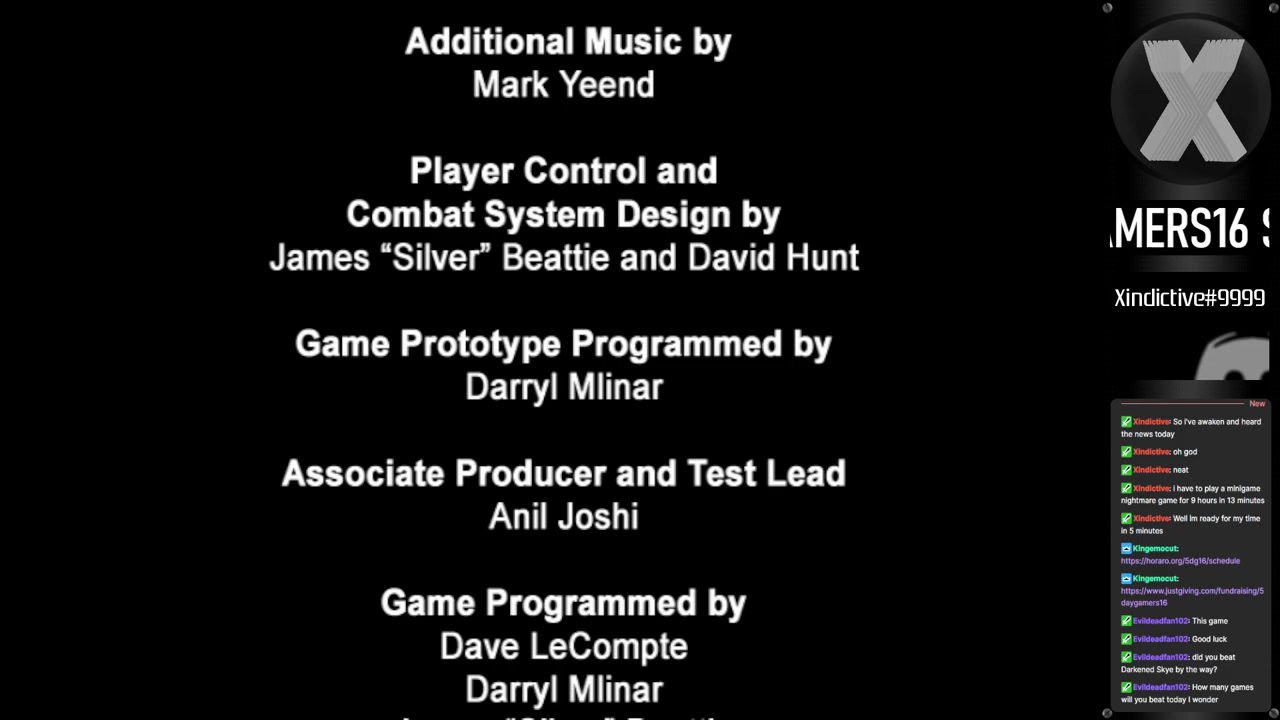 Additional Music by
Mark Yeend
Player Control and
Combat System Design by
James “Silver” Beattie and David Hunt
Game Prototype Programmed by
Darryl Mlinar
Associate Producer and Test Lead
Anil Joshi
Game Programmed by
Dave LeCompte
Darryl Mlinar
X
AMERS16 S
Xindictive#9999
New
Xindictive: So i've awaken and heard
the news today
Xindictive: oh god
Xindictive: neat
Xindictive: i have to play a minigame
nightmare game for 9 hours in 13 minutes
Xindictive: Well im ready for my time
in 5 minutes
Kingemocut:
https://horaro.org/5dg16/schedule
Kingemocut:
https://www.justgiving.com/fundraising/5
daygamers16
Evildeadfan102: This game
Evildeadfan102: Good luck
Evildeadfan102: did you beat
Darkened Skye by the way?
Evildeadfan102: How many games
will you beat today I wonder